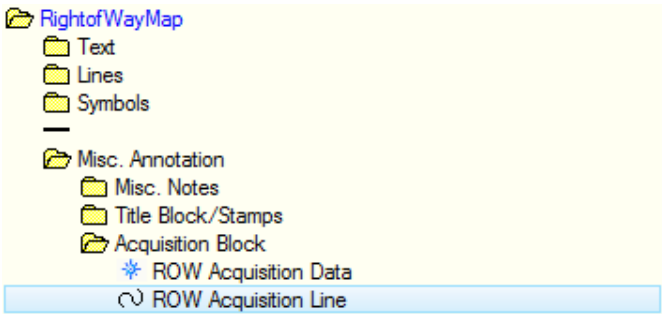 RightofWayMap
Text
Lines
Symbols
Misc. Annotation
Misc. Notes
Title Block/Stamps
Acquisition Block
ROW Acquisition Data
ROW Acquisition Line